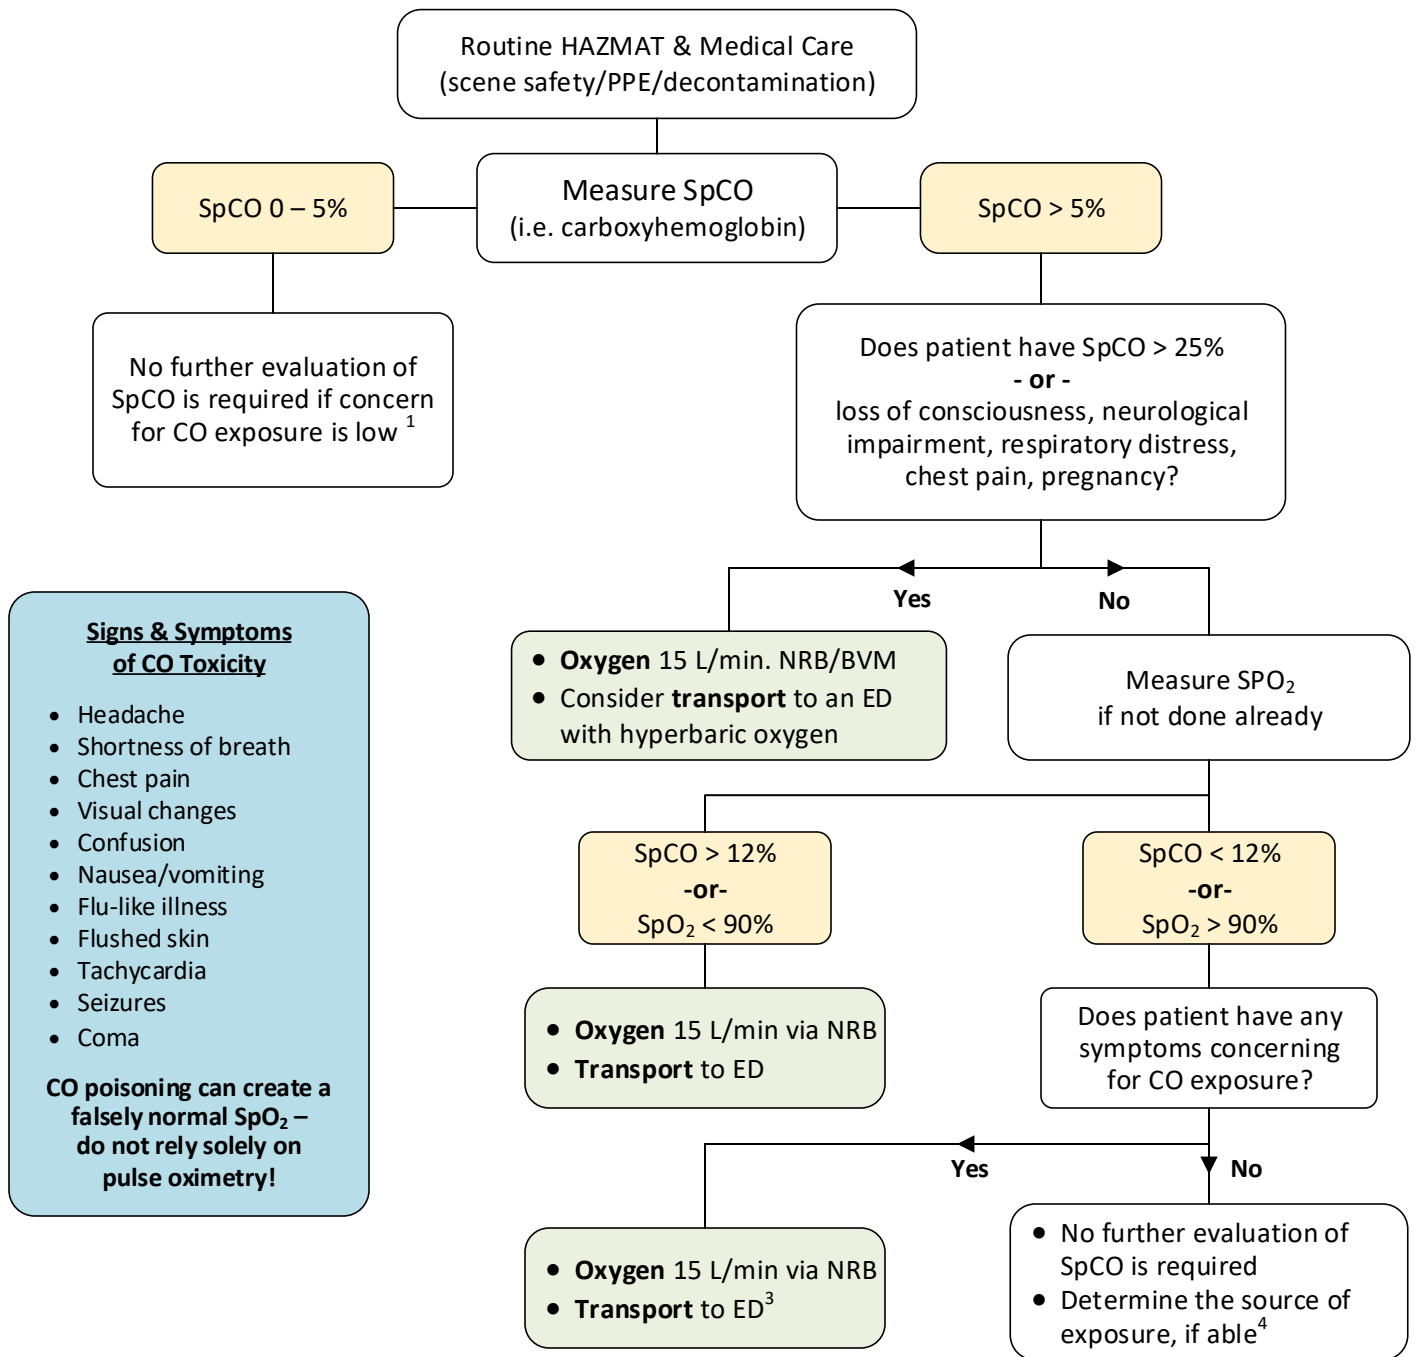 Routine HAZMAT & Medical Care
(scene safety/PPE/decontamination)
SpCO 0 – 5%
Measure SpCO
(i.e. carboxyhemoglobin)
SpCO > 5%
No further evaluation of
SpCO is required if concern
for CO exposure is low 1
Does patient have SpCO > 25%
- or -
loss of consciousness, neurological
impairment, respiratory distress,
chest pain, pregnancy?
Yes
No
• Oxygen 15 L/min. NRB/BVM
• Consider transport to an ED
with hyperbaric oxygen
Measure SPO2
if not done already
Signs & Symptoms
of CO Toxicity
• Headache
• Shortness of breath
• Chest pain
• Visual changes
• Confusion
• Nausea/vomiting
• Flu-like illness
• Flushed skin
• Tachycardia
• Seizures
• Coma
CO poisoning can create a
falsely normal SpO2 –
do not rely solely on
pulse oximetry!
SpCO > 12%
-or-
SpO2 < 90%
SpCO < 12%
-or-
SpO2 > 90%
• Oxygen 15 L/min via NRB
• Transport to ED
Does patient have any
symptoms concerning
for CO exposure?
Yes
No
• Oxygen 15 L/min via NRB
• Transport to ED3
• No further evaluation of
SpCO is required
• Determine the source of
exposure, if able4